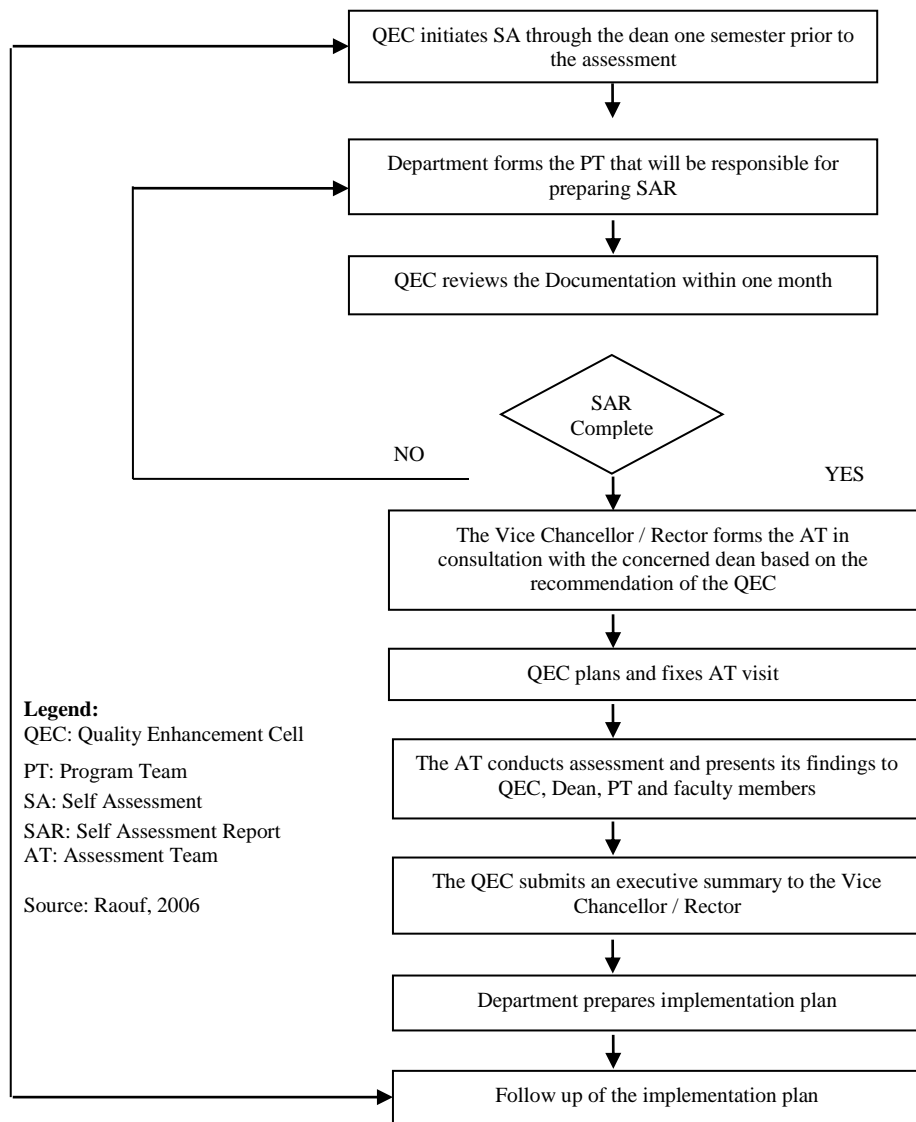 QEC initiates SA through the dean one semester prior to
the assessment
Department forms the PT that will be responsible for
preparing SAR
QEC reviews the Documentation within one month
SAR
Complete
NO
YES
The Vice Chancellor / Rector forms the AT in
consultation with the concerned dean based on the
recommendation of the QEC
QEC plans and fixes AT visit
Legend:
QEC: Quality Enhancement Cell
PT: Program Team
SA: Self Assessment
SAR: Self Assessment Report
AT: Assessment Team
Source: Raouf, 2006
The AT conducts assessment and presents its findings to
QEC, Dean, PT and faculty members
The QEC submits an executive summary to the Vice
Chancellor / Rector
Department prepares implementation plan
Follow up of the implementation plan